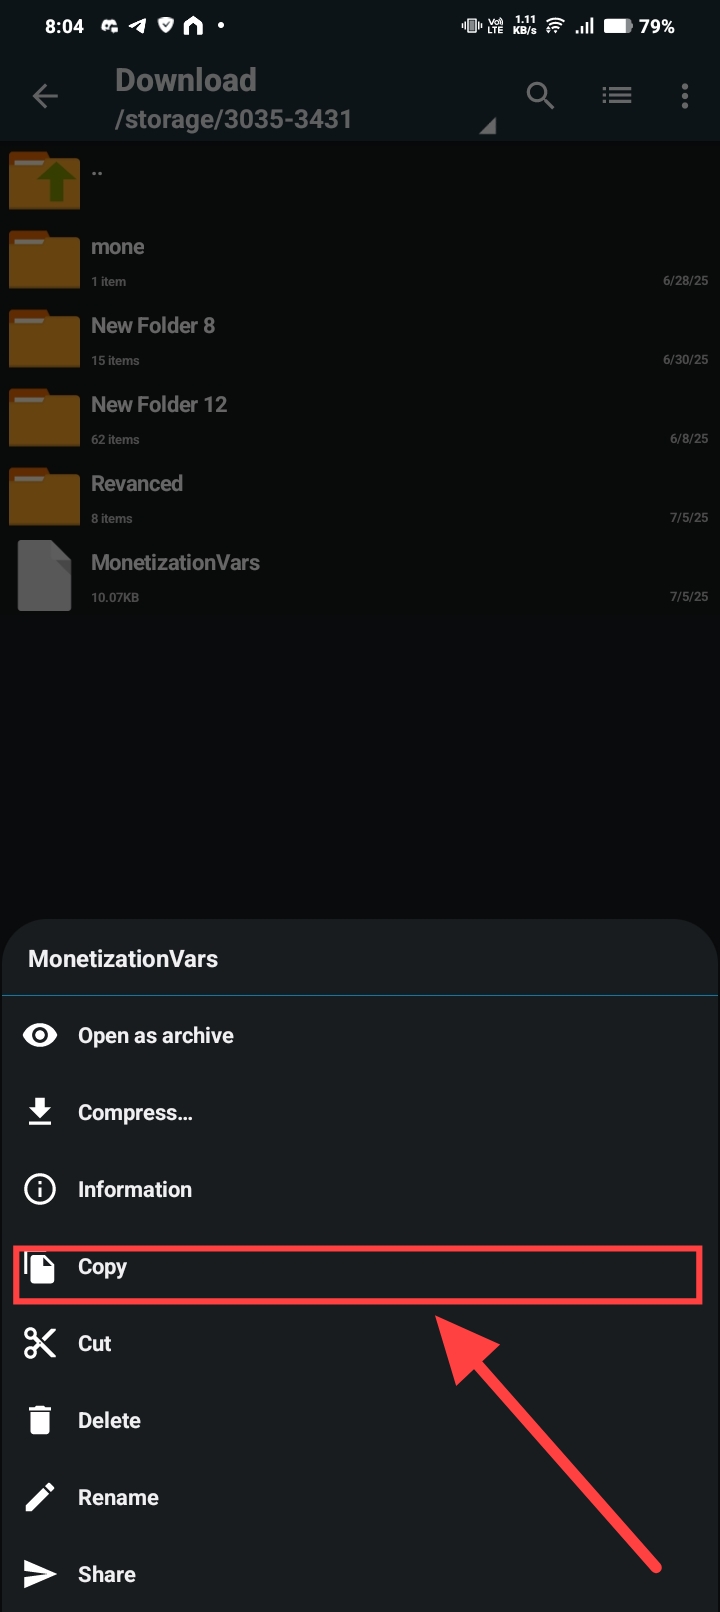 8:04 Vo) LTE 1.11 KB/s 79%
Download
/storage/3035-3431
..
mone
1 item 6/28/25
New Folder 8
15 items 6/30/25
New Folder 12
62 items 6/8/25
Revanced
8 items 7/5/25
MonetizationVars
10.07KB 7/5/25
MonetizationVars
Open as archive
Compress...
Information
Copy
Cut
Delete
Rename
Share